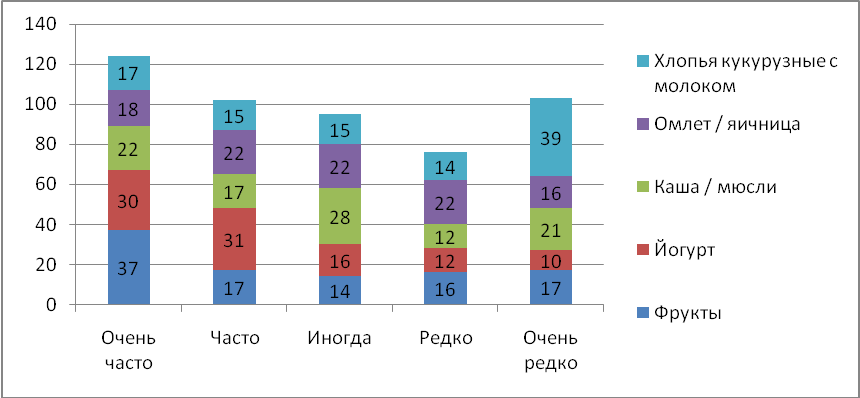 140
120
100
80
60
40
20
0
17
18
22
30
37
15
22
17
31
17
15
22
28
16
14
14
22
12
12
16
39
16
21
10
17
Очень
часто
Часто
Иногда
Редко
Очень
редко
Хлопья кукурузные с
молоком
Омлет / яичница
Каша / мюсли
Йогурт
Фрукты